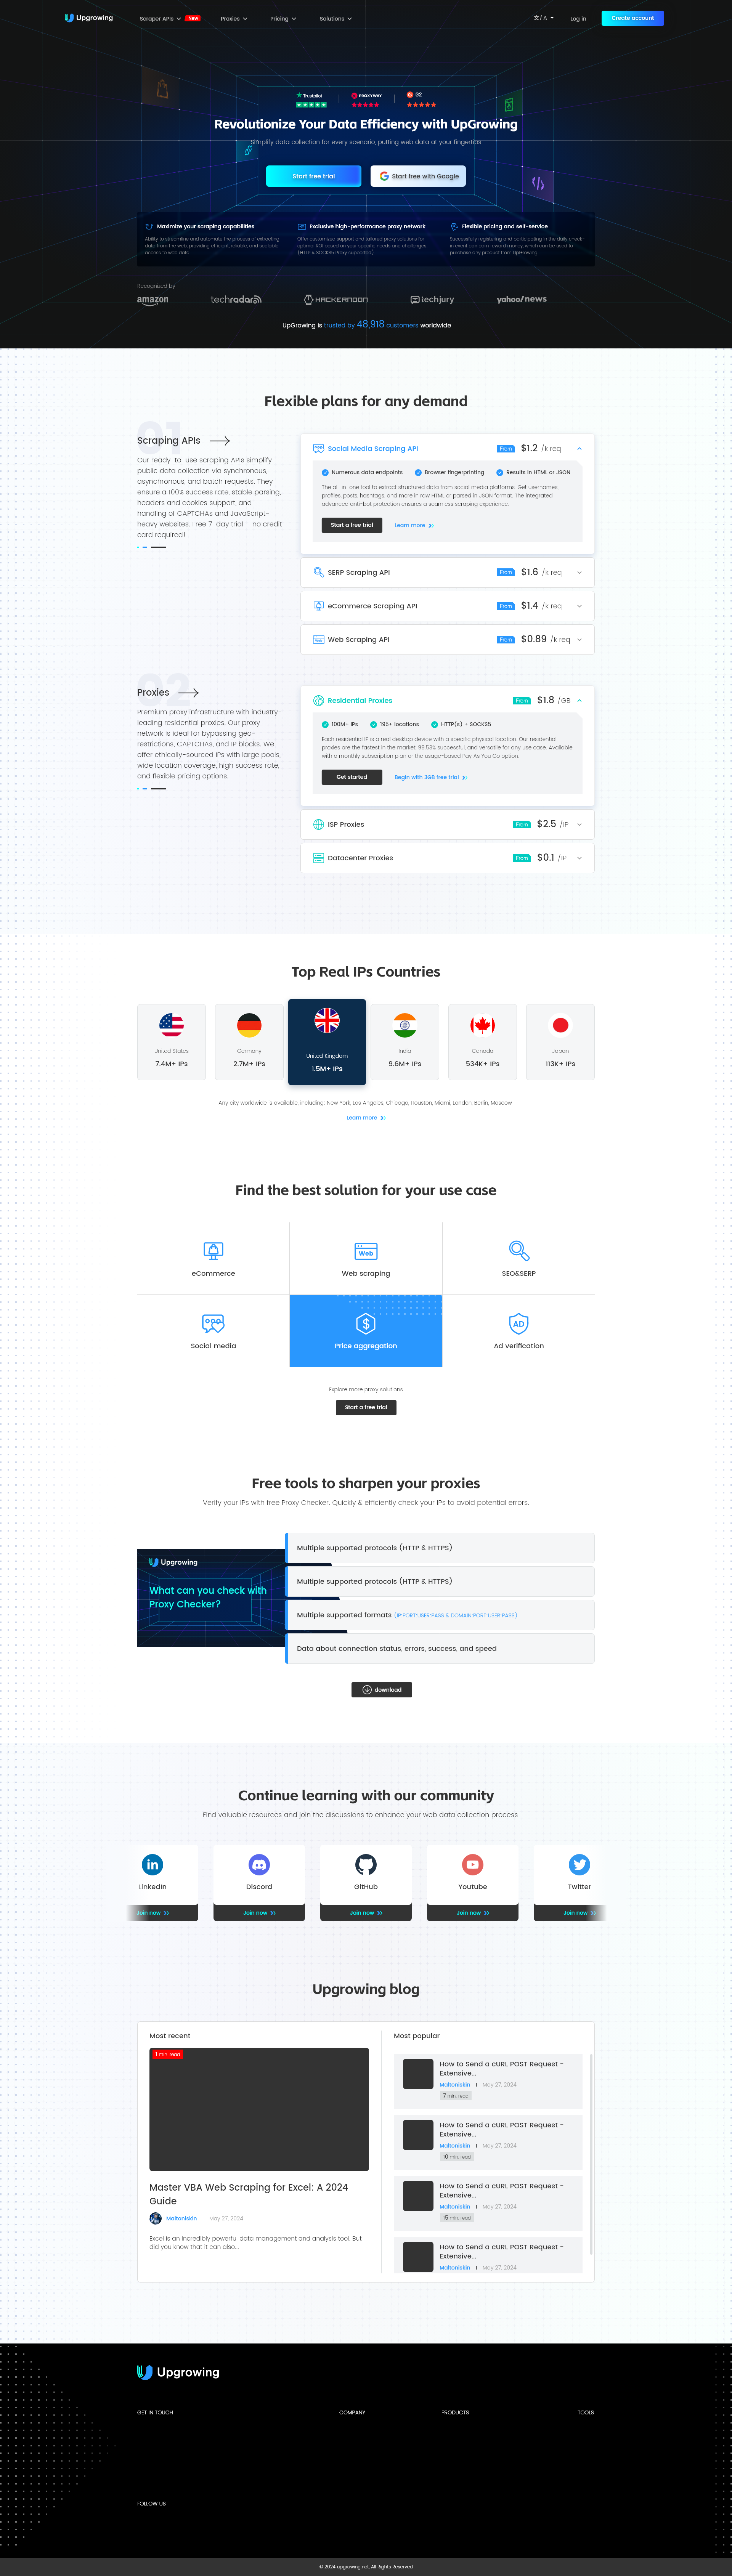 Upgrowing
Scraper APIs New Proxies Pricing Solutions
文/A Log in Create account
Trustpilot PROXYWAY G2
Revolutionize Your Data Efficiency with UpGrowing
Simplify data collection for every scenario, putting web data at your fingertips
Start free trial Start free with Google
Maximize your scraping capabilities
Ability to streamline and automate the process of extracting
data from the web, providing efficient, reliable, and scalable
access to web data
Exclusive high-performance proxy network
Offer customized support and tailored proxy solutions for
optimal ROI based on your specific needs and challenges.
(HTTP & SOCKS5 Proxy supported)
Flexible pricing and self-service
Successfully registering and participating in the daily check-
in event can earn reward money, which can be used to
purchase any product from UpGrowing
Recognised by
amazon techradar HACKERNOON techjury yahoo!news
UpGrowing is trusted by 48,918 customers worldwide
Flexible plans for any demand
01
Scraping APIs
Our ready-to-use scraping APIs simplify
public data collection via synchronous,
asynchronous, and batch requests. They
ensure a 100% success rate, stable parsing,
headers and cookies support, and
handling of CAPTCHAs and JavaScript-
heavy websites. Free 7-day trial – no credit
card required!
Social Media Scraping API From $1.2 /k req
Numerous data endpoints Browser fingerprinting Results in HTML or JSON
The all-in-one tool to extract structured data from social media platforms. Get usernames,
profiles, posts, hashtags, and more in raw HTML or parsed in JSON format. The integrated
advanced anti-bot protection ensures a seamless scraping experience.
Start a free trial Learn more
SERP Scraping API From $1.6 /k req
eCommerce Scraping API From $1.4 /k req
Web Scraping API From $0.89 /k req
02
Proxies
Premium proxy infrastructure with industry-
leading residential proxies. Our proxy
network is ideal for bypassing geo-
restrictions, CAPTCHAs, and IP blocks. We
offer ethically-sourced IPs with large pools,
wide location coverage, high success rate,
and flexible pricing options.
Residential Proxies From $1.8 /GB
100M+ IPs 195+ locations HTTP(s) + SOCKS5
Each residential IP is a real desktop device with a specific physical location. Our residential
proxies are the fastest in the market, 99.53% successful, and versatile for any use case. Available
with a monthly subscription plan or the usage-based Pay As You Go option.
Get started Begin with 3GB free trial
ISP Proxies From $2.5 /IP
Datacenter Proxies From $0.1 /IP
Top Real IPs Countries
United States Germany United Kingdom India Canada Japan
7.4M+ IPs 2.7M+ IPs 1.5M+ IPs 9.6M+ IPs 534K+ IPs 113K+ IPs
Any city worldwide is available, including: New York, Los Angeles, Chicago, Houston, Miami, London, Berlin, Moscow
Learn more
Find the best solution for your use case
Web
eCommerce Web scraping SEO&SERP
AD
Social media Price aggregation Ad verification
Explore more proxy solutions
Start a free trial
Free tools to sharpen your proxies
Verify your IPs with free Proxy Checker. Quickly & efficiently check your IPs to avoid potential errors.
Upgrowing
What can you check with
Proxy Checker?
Multiple supported protocols (HTTP & HTTPS)
Multiple supported protocols (HTTP & HTTPS)
Multiple supported formats (IP:PORT:USER:PASS & DOMAIN:PORT:USER:PASS)
Data about connection status, errors, success, and speed
download
Continue learning with our community
Find valuable resources and join the discussions to enhance your web data collection process
LinkedIn Discord GitHub Youtube Twitter
Join now Join now Join now Join now Join now
Upgrowing blog
Most recent
1 min. read
Master VBA Web Scraping for Excel: A 2024
Guide
Maltoniskin | May 27, 2024
Excel is an incredibly powerful data management and analysis tool. But
did you know that it can also...
Most popular
How to Send a cURL POST Request -
Extensive...
Maltoniskin | May 27, 2024
7 min. read
How to Send a cURL POST Request -
Extensive...
Maltoniskin | May 27, 2024
10 min. read
How to Send a cURL POST Request -
Extensive...
Maltoniskin | May 27, 2024
15 min. read
How to Send a cURL POST Request -
Extensive...
Maltoniskin | May 27, 2024
Upgrowing
GET IN TOUCH COMPANY PRODUCTS TOOLS
FOLLOW US
© 2024 upgrowing.net, All Rights Reserved